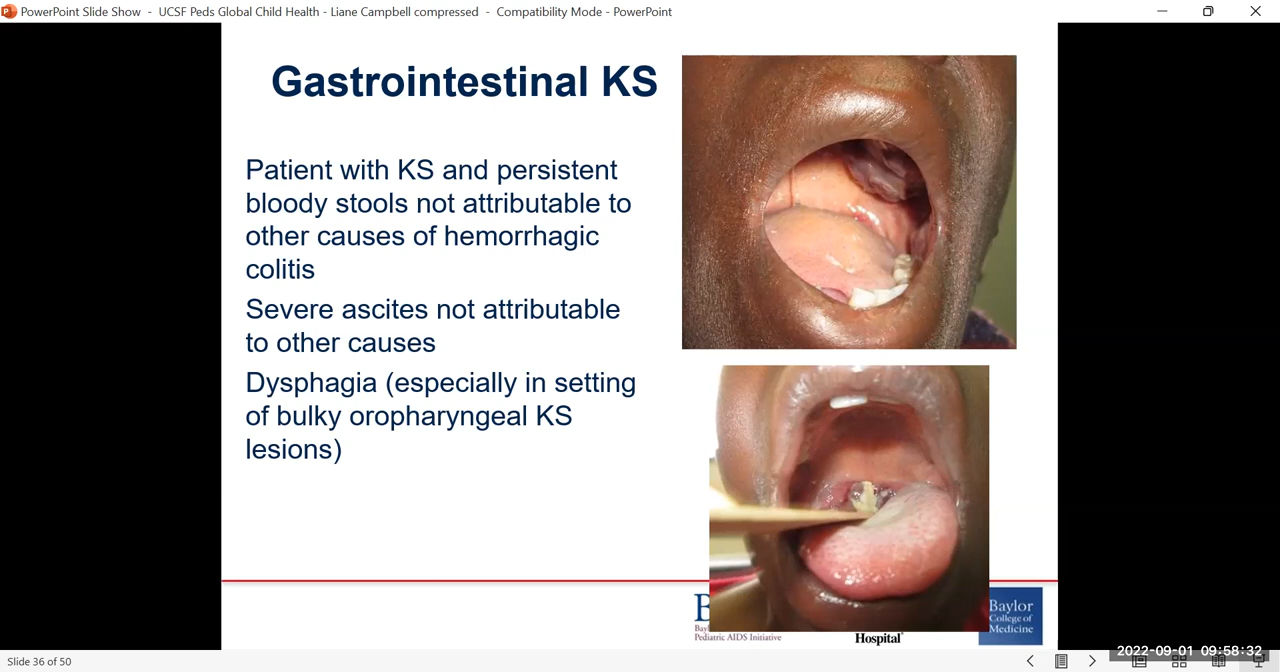 PowerPoint Slide Show - UCSF Peds Global Child Health - Liane Campbell compressed - Compatibility Mode - PowerPoint
Gastrointestinal KS
Patient with KS and persistent
bloody stools not attributable to
other causes of hemorrhagic
colitis
Severe ascites not attributable
to other causes
Dysphagia (especially in setting
of bulky oropharyngeal KS
lesions)
Pediatric AIDS Initiative
Hospital
Baylor
College of
Medicine
2022-09-01 09:58:32
Slide 36 of 50